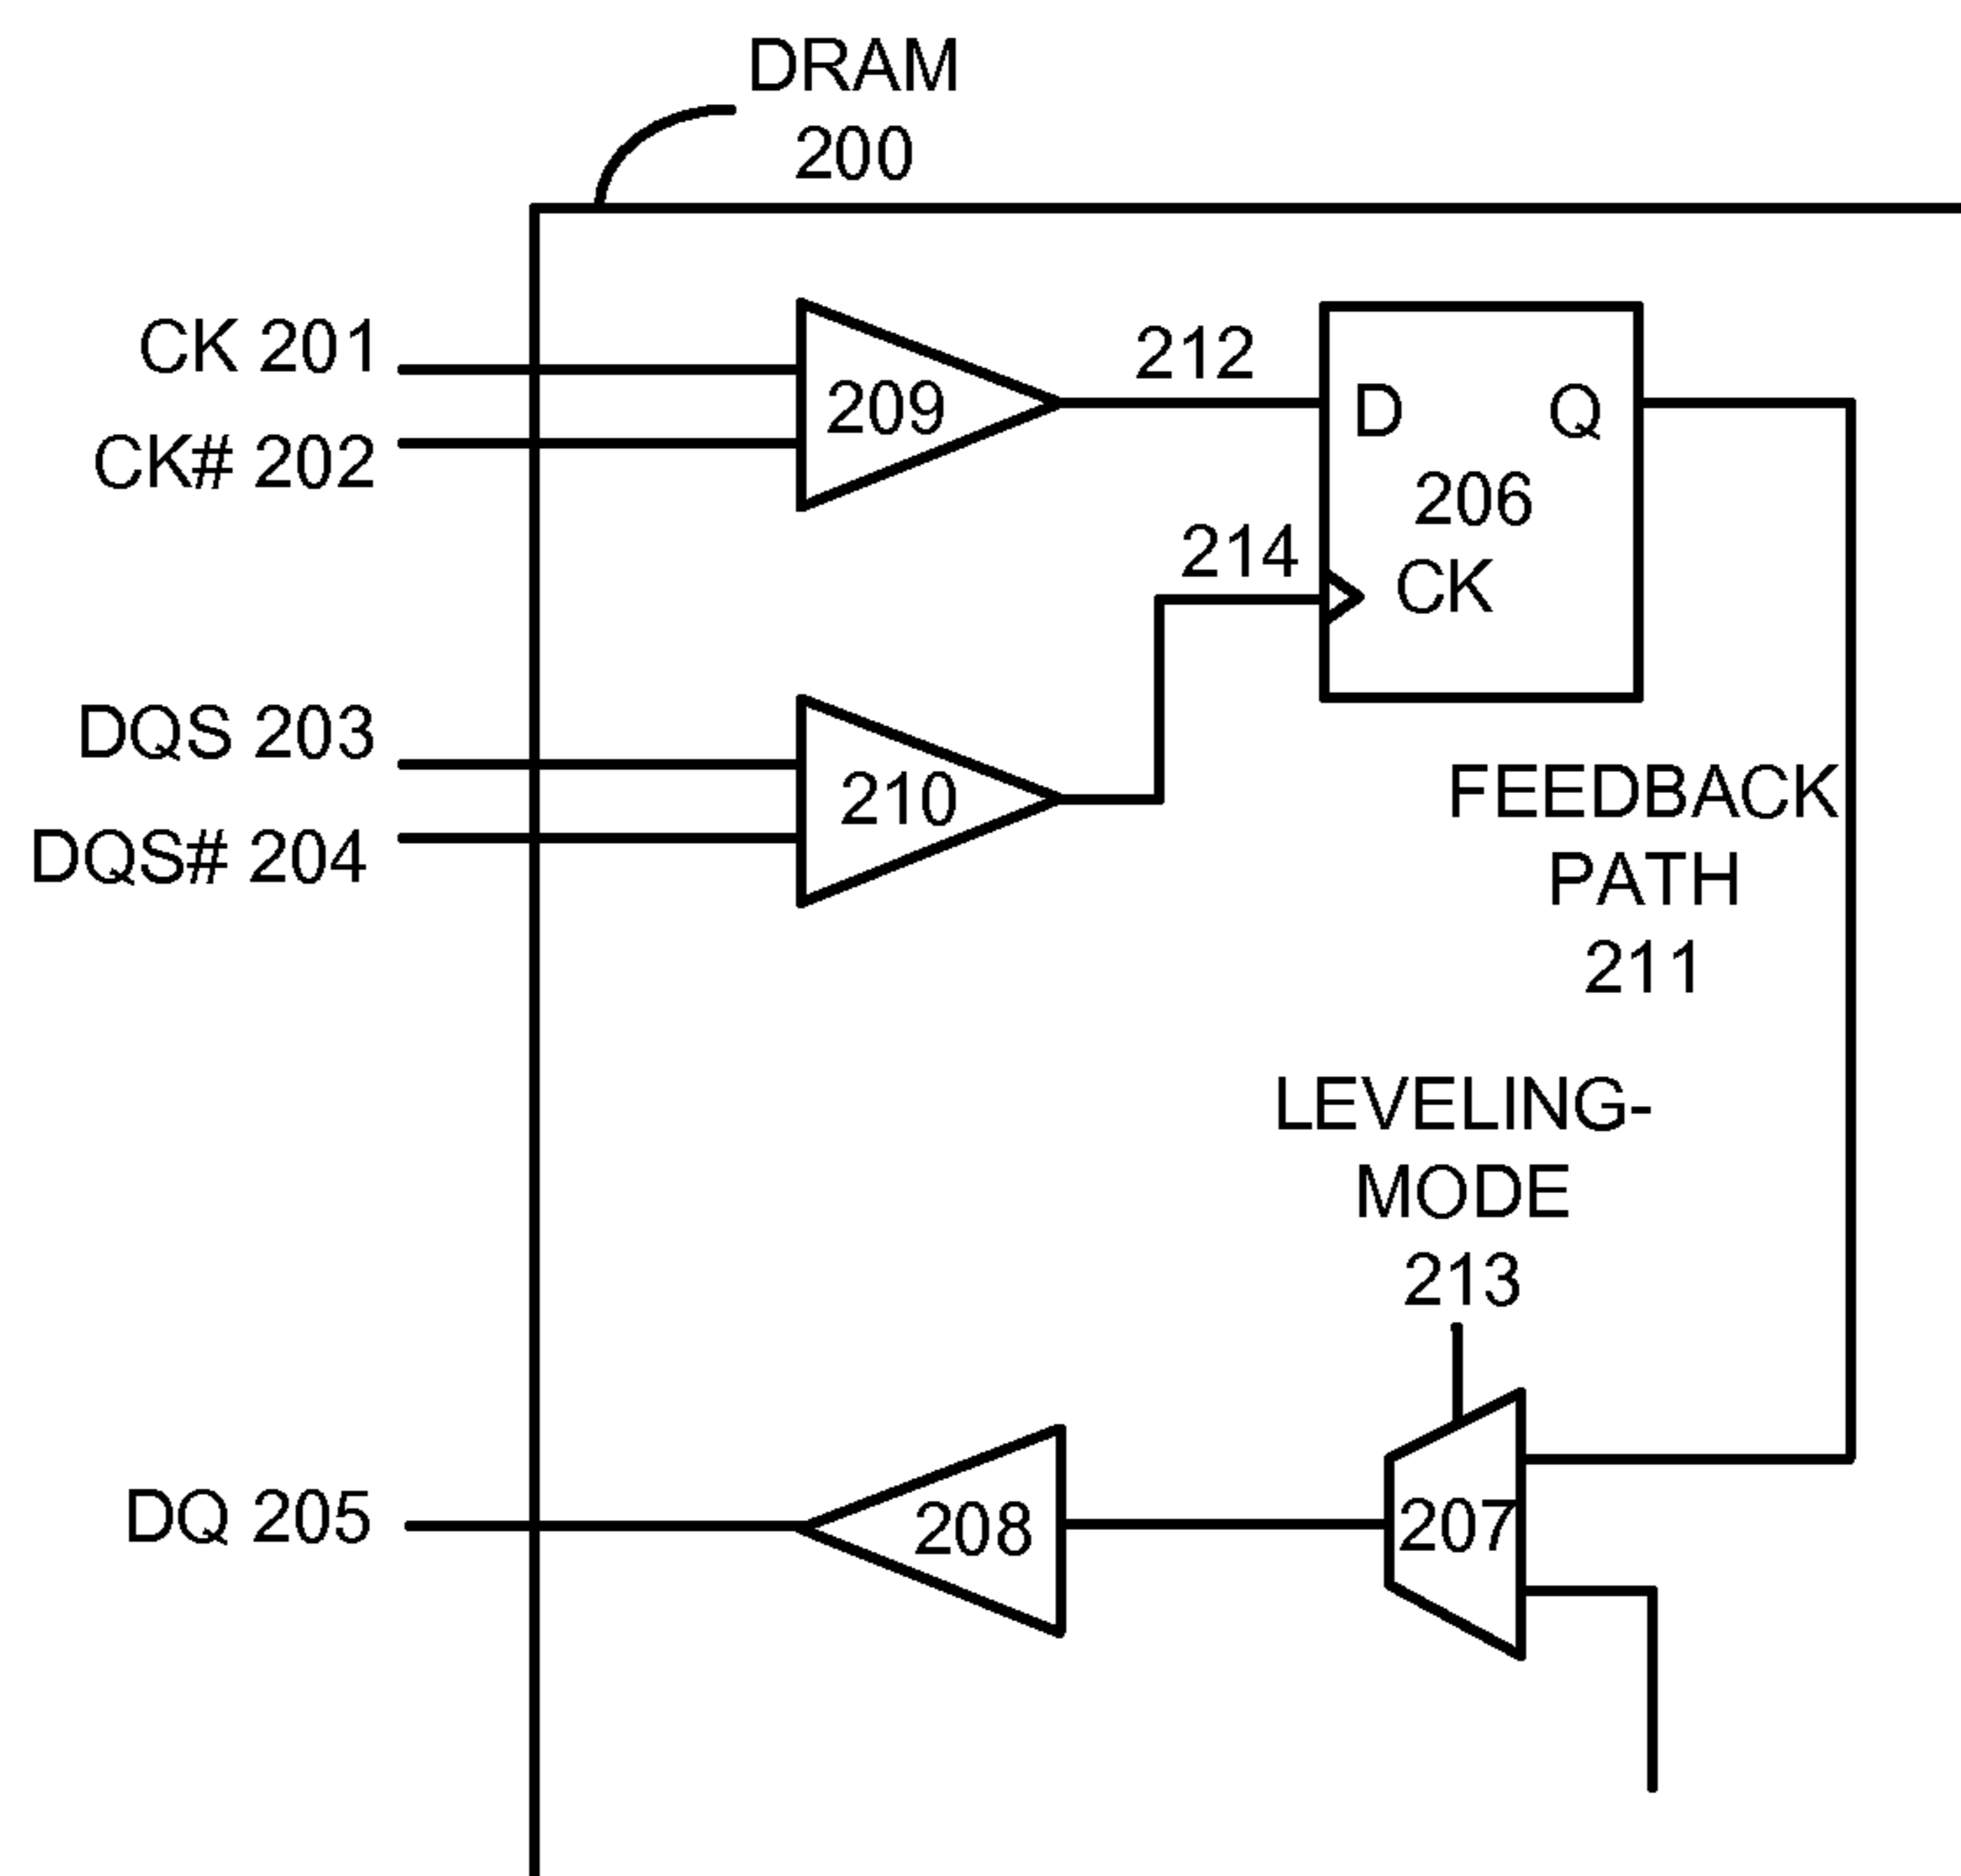 DRAM
200
CK 201
CK# 202
209
212
D Q
206
CK
214
DQS 203
DQS# 204
210
FEEDBACK
PATH
211
LEVELING-
MODE
213
DQ 205
208
207